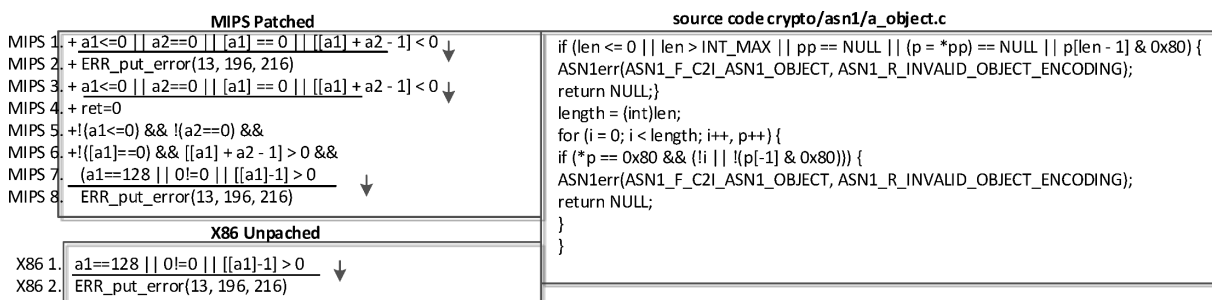 MIPS Patched
MIPS 1. + a1<=0 || a2==0 || [a1] == 0 || [[a1] + a2 - 1] < 0
MIPS 2. + ERR_put_error(13, 196, 216)
MIPS 3. + a1<=0 || a2==0 || [a1] == 0 || [[a1] + a2 - 1] < 0
MIPS 4. + ret=0
MIPS 5. +!(a1<=0) && !(a2==0) &&
MIPS 6. +!([a1]==0) && [[a1] + a2 - 1] > 0 &&
MIPS 7. (a1==128 || 0!=0 || [[a1]-1] > 0
MIPS 8. ERR_put_error(13, 196, 216)
X86 Unpached
X86 1. a1==128 || 0!=0 || [[a1]-1] > 0
X86 2. ERR_put_error(13, 196, 216)
source code crypto/asn1/a_object.c
if (len <= 0 || len > INT_MAX || pp == NULL || (p = *pp) == NULL || p[len - 1] & 0x80) {
ASN1err(ASN1_F_C2I_ASN1_OBJECT, ASN1_R_INVALID_OBJECT_ENCODING);
return NULL;}
length = (int)len;
for (i = 0; i < length; i++, p++) {
if (*p == 0x80 && (!i || !(p[-1] & 0x80))) {
ASN1err(ASN1_F_C2I_ASN1_OBJECT, ASN1_R_INVALID_OBJECT_ENCODING);
return NULL;
}
}